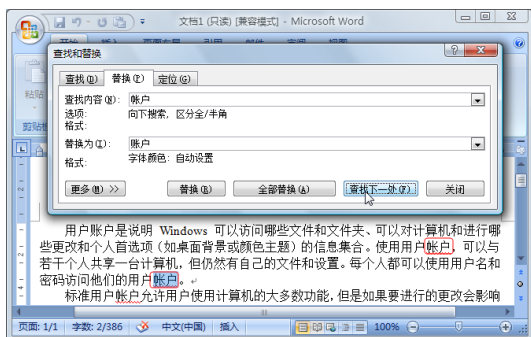 文档1 (只读) [兼容模式] - Microsoft Word
查找和替换
查找(D) 替换(P) 定位(G)
查找内容(N): 帐户
选项: 向下搜索, 区分全/半角
格式:
替换为(I): 账户
格式: 字体颜色: 自动设置
更多(M) >> 替换(R) 全部替换(A) 查找下一处(F) 关闭
粘贴
剪贴板
用户账户是说明 Windows 可以访问哪些文件和文件夹、可以对计算机和进行哪
些更改和个人首选项（如桌面背景或颜色主题）的信息集合。使用用户帐户，可以与
若干个人共享一台计算机，但仍然有自己的文件和设置。每个人都可以使用用户名和
密码访问他们的用户帐户。
标准用户帐户允许用户使用计算机的大多数功能，但是如果要进行的更改会影响
页面: 1/1 字数: 2/386 中文(中国) 插入 100%